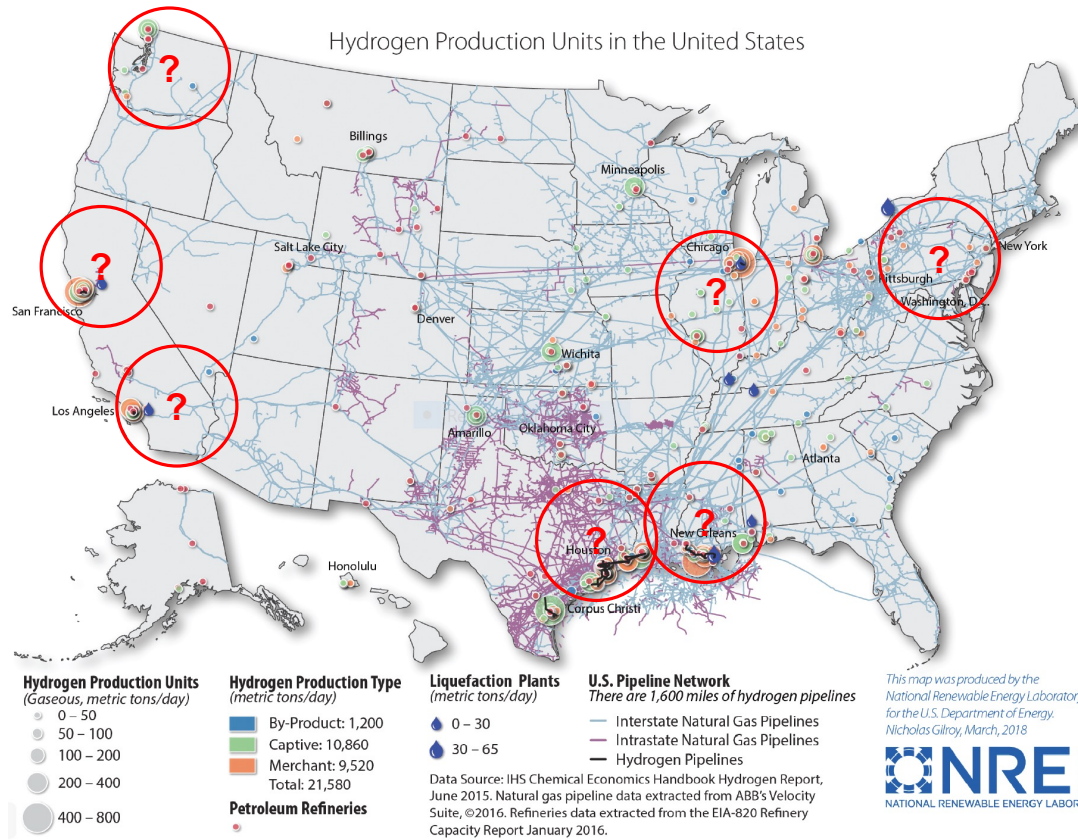 Hydrogen Production Units in the United States
?
Billings
Minneapolis
Salt Lake City
Chicago
?
New York
?
Pittsburgh
Washington, D...
?
San Francisco
?
Denver
Wichita
Los Angeles
?
Amarillo
Oklahoma City
Atlanta
?
New Orleans
Houston
?
Corpus Christi
Honolulu
Hydrogen Production Units
(Gaseous, metric tons/day)
0 – 50
50 – 100
100 – 200
200 – 400
400 – 800
Hydrogen Production Type
(metric tons/day)
By-Product: 1,200
Captive: 10,860
Merchant: 9,520
Total: 21,580
Petroleum Refineries
Liquefaction Plants
(metric tons/day)
0 – 30
30 – 65
U.S. Pipeline Network
There are 1,600 miles of hydrogen pipelines
Interstate Natural Gas Pipelines
Intrastate Natural Gas Pipelines
Hydrogen Pipelines
Data Source: IHS Chemical Economics Handbook Hydrogen Report,
June 2015. Natural gas pipeline data extracted from ABB's Velocity
Suite, ©2016. Refineries data extracted from the EIA-820 Refinery
Capacity Report January 2016.
This map was produced by the
National Renewable Energy Laboratory
for the U.S. Department of Energy.
Nicholas Gilroy, March, 2018
NRE
NATIONAL RENEWABLE ENERGY LABOR